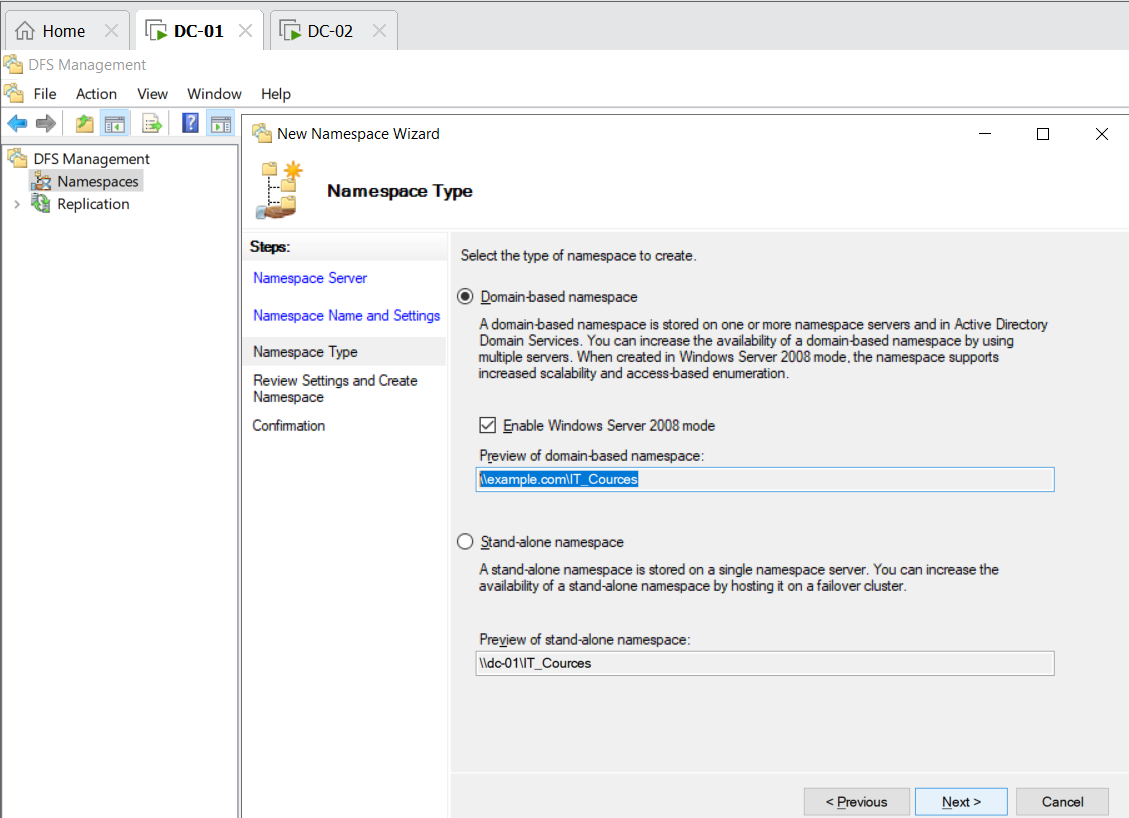 Home
DC-01
DC-02
DFS Management
File Action View Window Help
DFS Management
Namespaces
Replication
New Namespace Wizard
Namespace Type
Steps:
Namespace Server
Namespace Name and Settings
Namespace Type
Review Settings and Create
Namespace
Confirmation
Select the type of namespace to create.
Domain-based namespace
A domain-based namespace is stored on one or more namespace servers and in Active Directory
Domain Services. You can increase the availability of a domain-based namespace by using
multiple servers. When created in Windows Server 2008 mode, the namespace supports
increased scalability and access-based enumeration.
Enable Windows Server 2008 mode
Preview of domain-based namespace:
\\example.com\IT_Cources
Stand-alone namespace
A stand-alone namespace is stored on a single namespace server. You can increase the
availability of a stand-alone namespace by hosting it on a failover cluster.
Preview of stand-alone namespace:
\\dc-01\IT_Cources
< Previous
Next >
Cancel